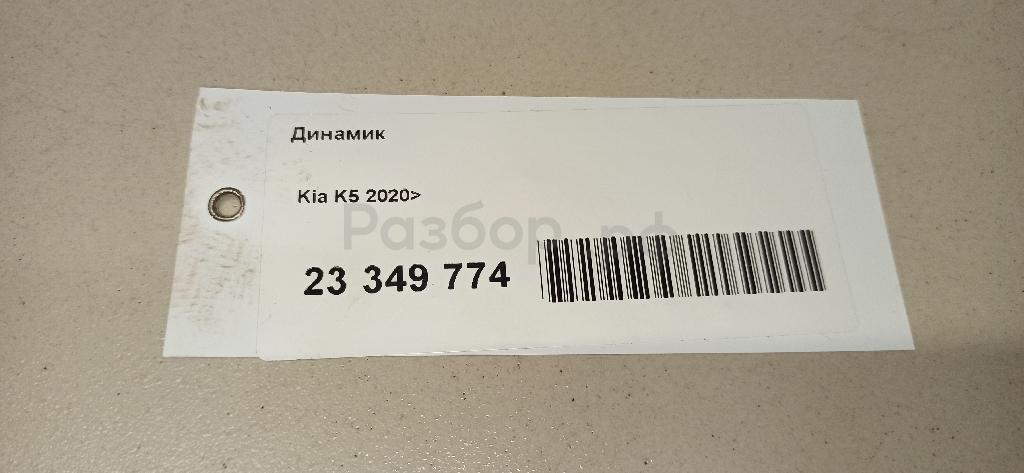 Динамик
Kia K5 2020>
Разбор.рф
23 349 774